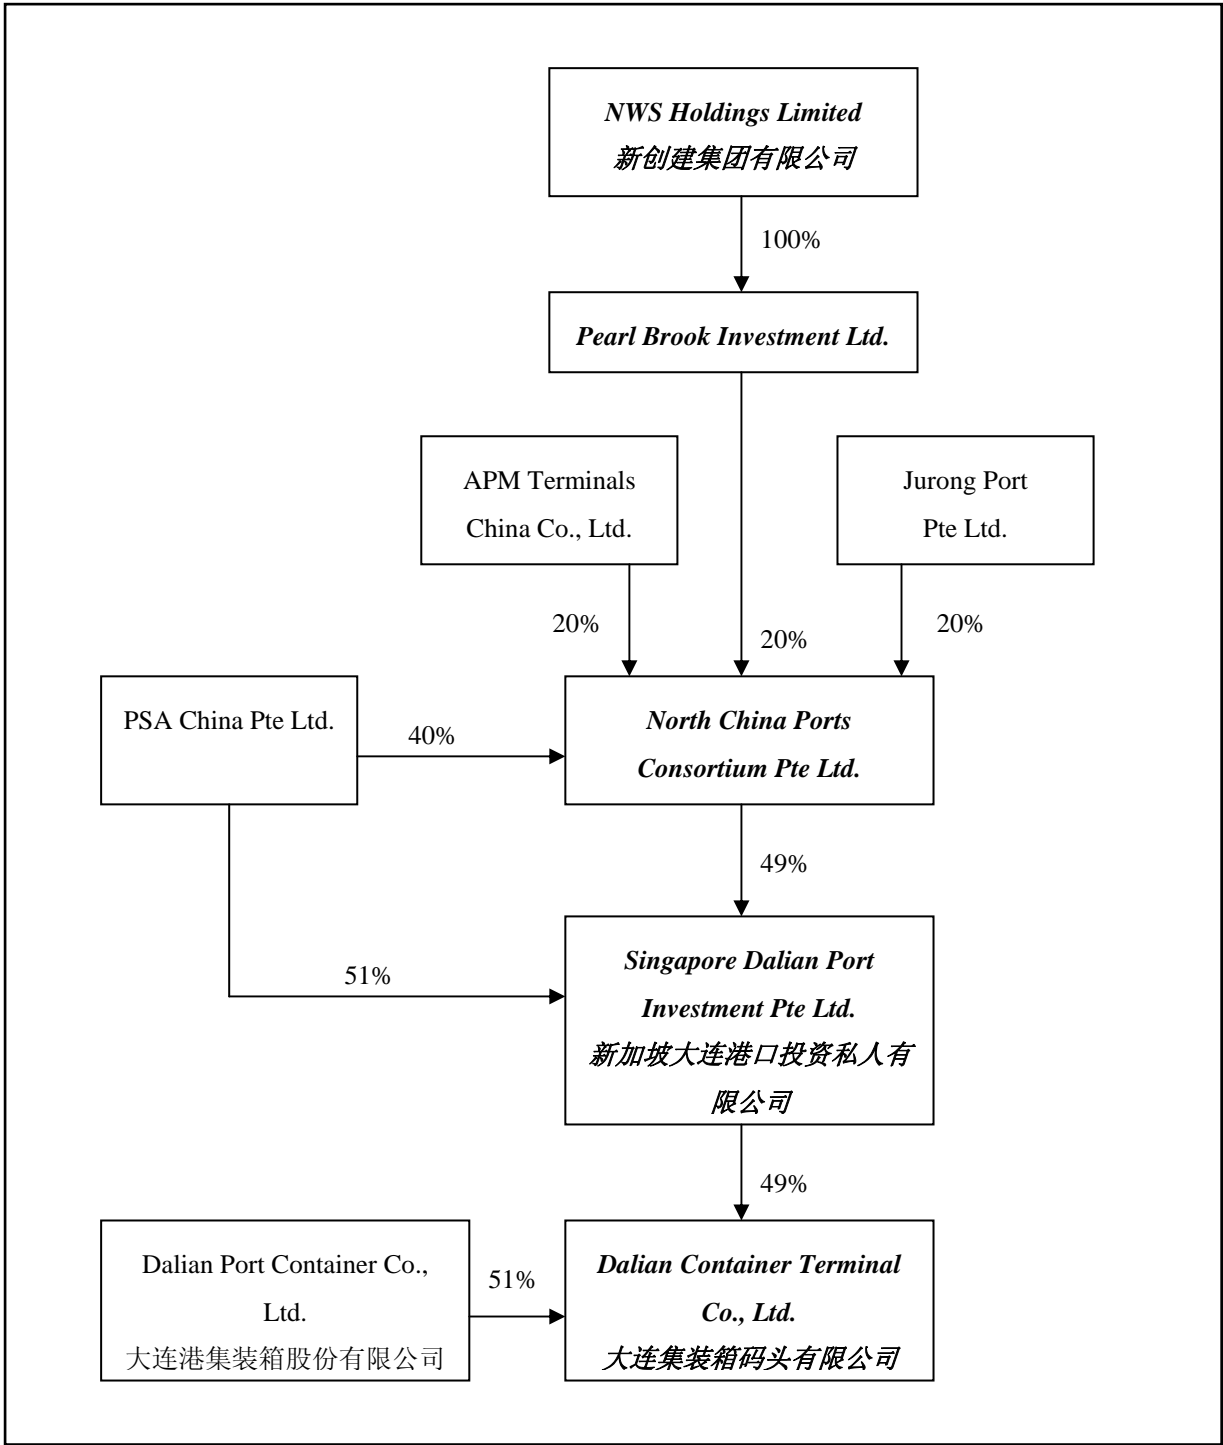 NWS Holdings Limited
新创建集团有限公司
100%
Pearl Brook Investment Ltd.
APM Terminals
China Co., Ltd.
Jurong Port
Pte Ltd.
20%
20%
20%
PSA China Pte Ltd.
40%
North China Ports
Consortium Pte Ltd.
49%
51%
Singapore Dalian Port
Investment Pte Ltd.
新加坡大连港口投资私人有
限公司
49%
Dalian Port Container Co.,
Ltd.
大连港集装箱股份有限公司
51%
Dalian Container Terminal
Co., Ltd.
大连集装箱码头有限公司